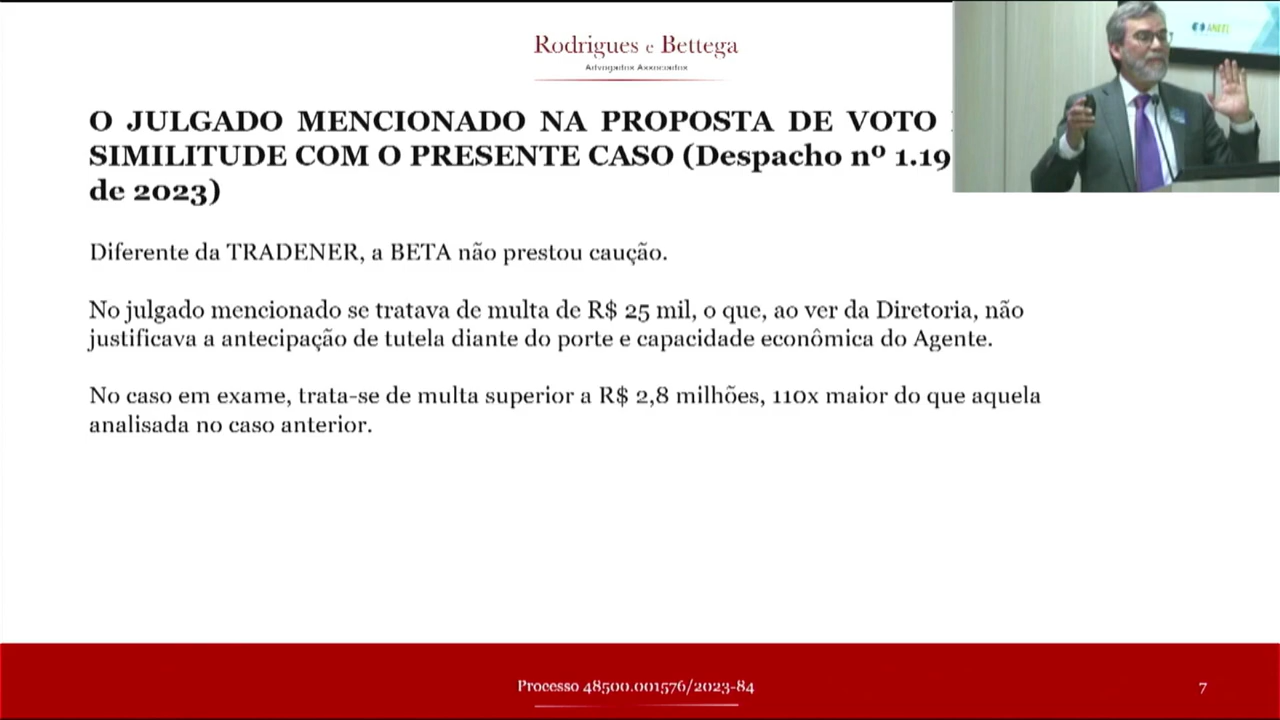 Rodrigues e Bettega
Advogados Associados
ANEEL
O JULGADO MENCIONADO NA PROPOSTA DE VOTO
SIMILITUDE COM O PRESENTE CASO (Despacho nº 1.19
de 2023)
Diferente da TRADENER, a BETA não prestou caução.
No julgado mencionado se tratava de multa de R$ 25 mil, o que, ao ver da Diretoria, não
justificava a antecipação de tutela diante do porte e capacidade econômica do Agente.
No caso em exame, trata-se de multa superior a R$ 2,8 milhões, 110x maior do que aquela
analisada no caso anterior.
Processo 48500.001576/2023-84
7